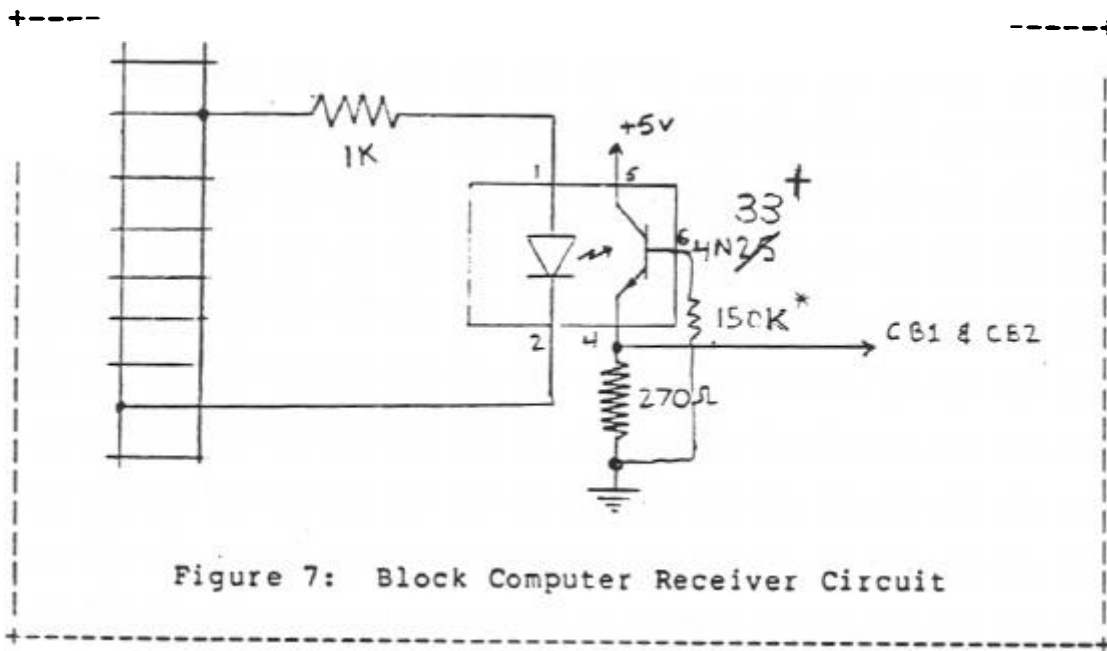 +5v
1K
1
5
33 +
6
4N25
150K*
2
4
CB1 & CB2
270Ω
Figure 7: Block Computer Receiver Circuit